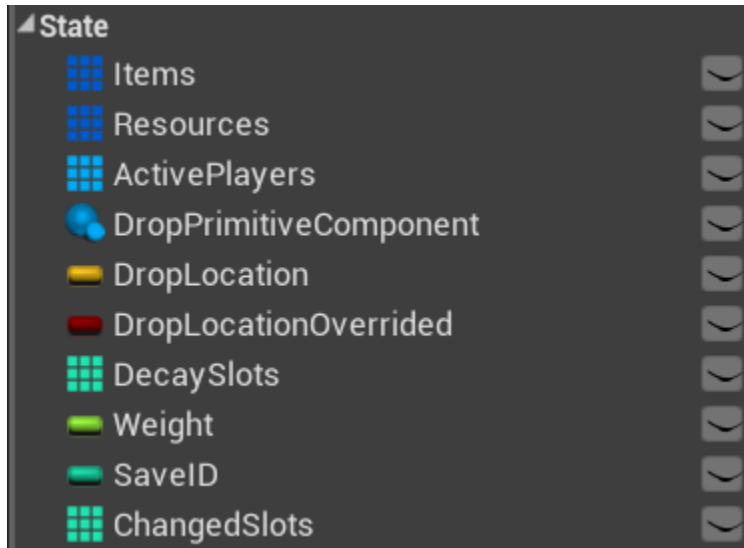 State
Items
Resources
ActivePlayers
DropPrimitiveComponent
DropLocation
DropLocationOverrided
DecaySlots
Weight
SaveID
ChangedSlots